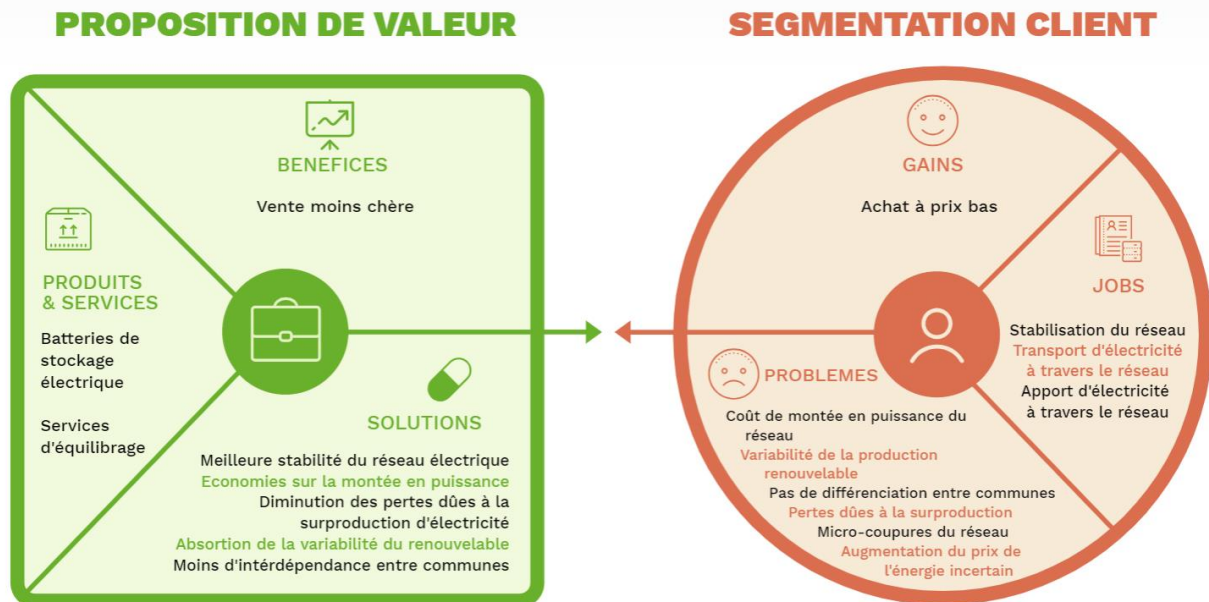 PROPOSITION DE VALEUR
BENEFICES
Vente moins chère
PRODUITS
& SERVICES
Batteries de
stockage
électrique
Services
d'équilibrage
SOLUTIONS
Meilleure stabilité du réseau électrique
Economies sur la montée en puissance
Diminution des pertes dûes à la
surproduction d'électricité
Absortion de la variabilité du renouvelable
Moins d'intérdépendance entre communes
SEGMENTATION CLIENT
GAINS
Achat à prix bas
JOBS
Stabilisation du réseau
Transport d'électricité
à travers le réseau
Apport d'électricité
à travers le réseau
PROBLEMES
Coût de montée en puissance du
réseau
Variabilité de la production
renouvelable
Pas de différenciation entre communes
Pertes dûes à la surproduction
Micro-coupures du réseau
Augmentation du prix de
l'énergie incertain